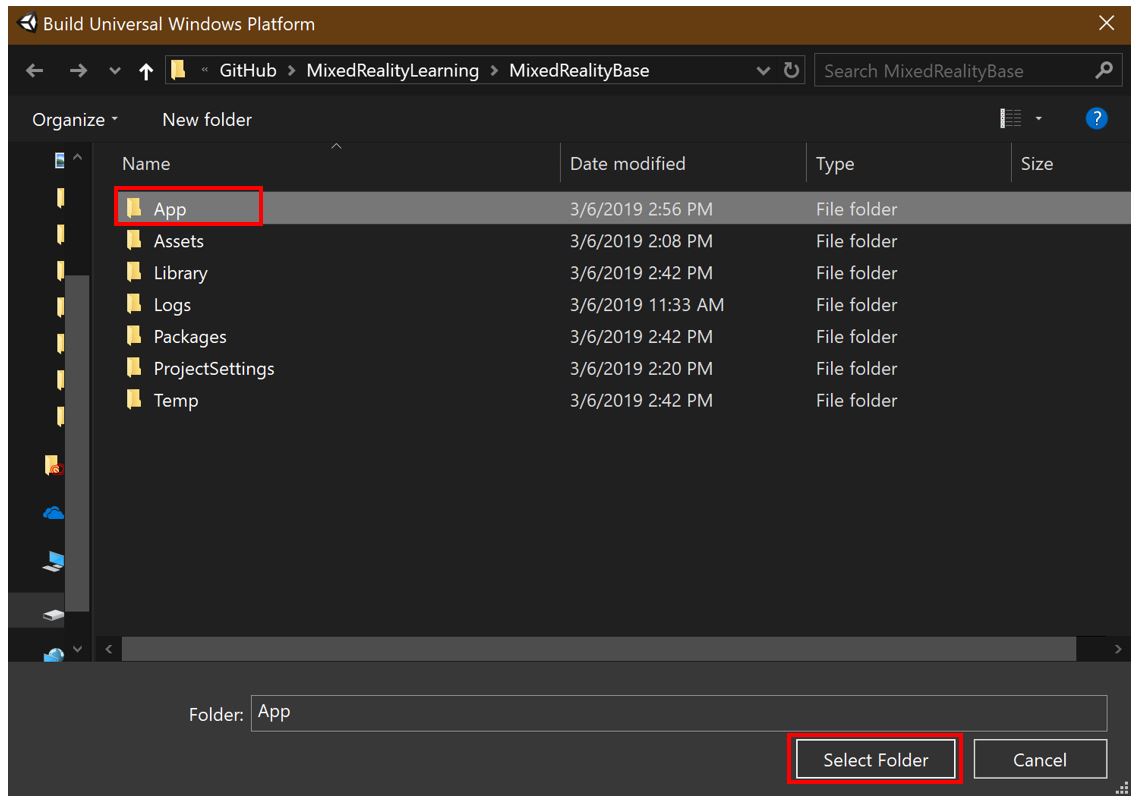 Build Universal Windows Platform
« GitHub > MixedRealityLearning > MixedRealityBase
Search MixedRealityBase
Organize
New folder
?
Name Date modified Type Size
App 3/6/2019 2:56 PM File folder
Assets 3/6/2019 2:08 PM File folder
Library 3/6/2019 2:42 PM File folder
Logs 3/6/2019 11:33 AM File folder
Packages 3/6/2019 2:42 PM File folder
ProjectSettings 3/6/2019 2:20 PM File folder
Temp 3/6/2019 2:42 PM File folder
Folder: App
Select Folder
Cancel